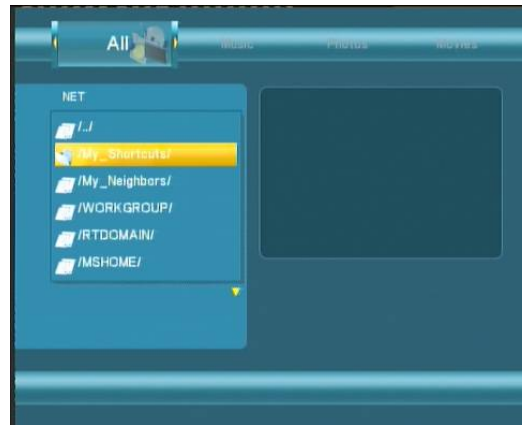 All Music Photos Movies
NET
/../
/My_Shortcuts/
/My_Neighbors/
/WORKGROUP/
/RTDOMAIN/
/MSHOME/